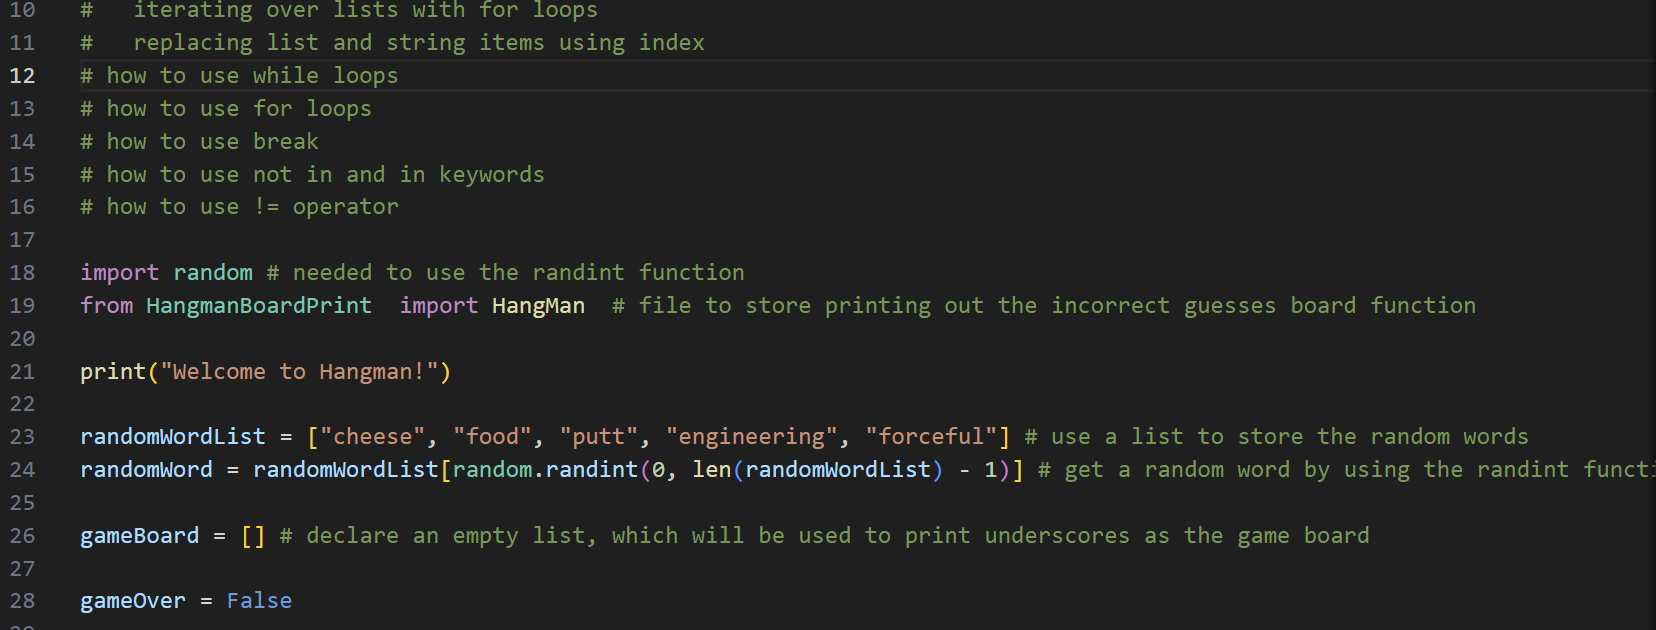 10 #   iterating over lists with for loops
11 #   replacing list and string items using index
12 # how to use while loops
13 # how to use for loops
14 # how to use break
15 # how to use not in and in keywords
16 # how to use != operator
17
18 import random # needed to use the randint function
19 from HangmanBoardPrint  import HangMan  # file to store printing out the incorrect guesses board function
20
21 print("Welcome to Hangman!")
22
23 randomWordList = ["cheese", "food", "putt", "engineering", "forceful"] # use a list to store the random words
24 randomWord = randomWordList[random.randint(0, len(randomWordList) - 1)] # get a random word by using the randint functi
25
26 gameBoard = [] # declare an empty list, which will be used to print underscores as the game board
27
28 gameOver = False